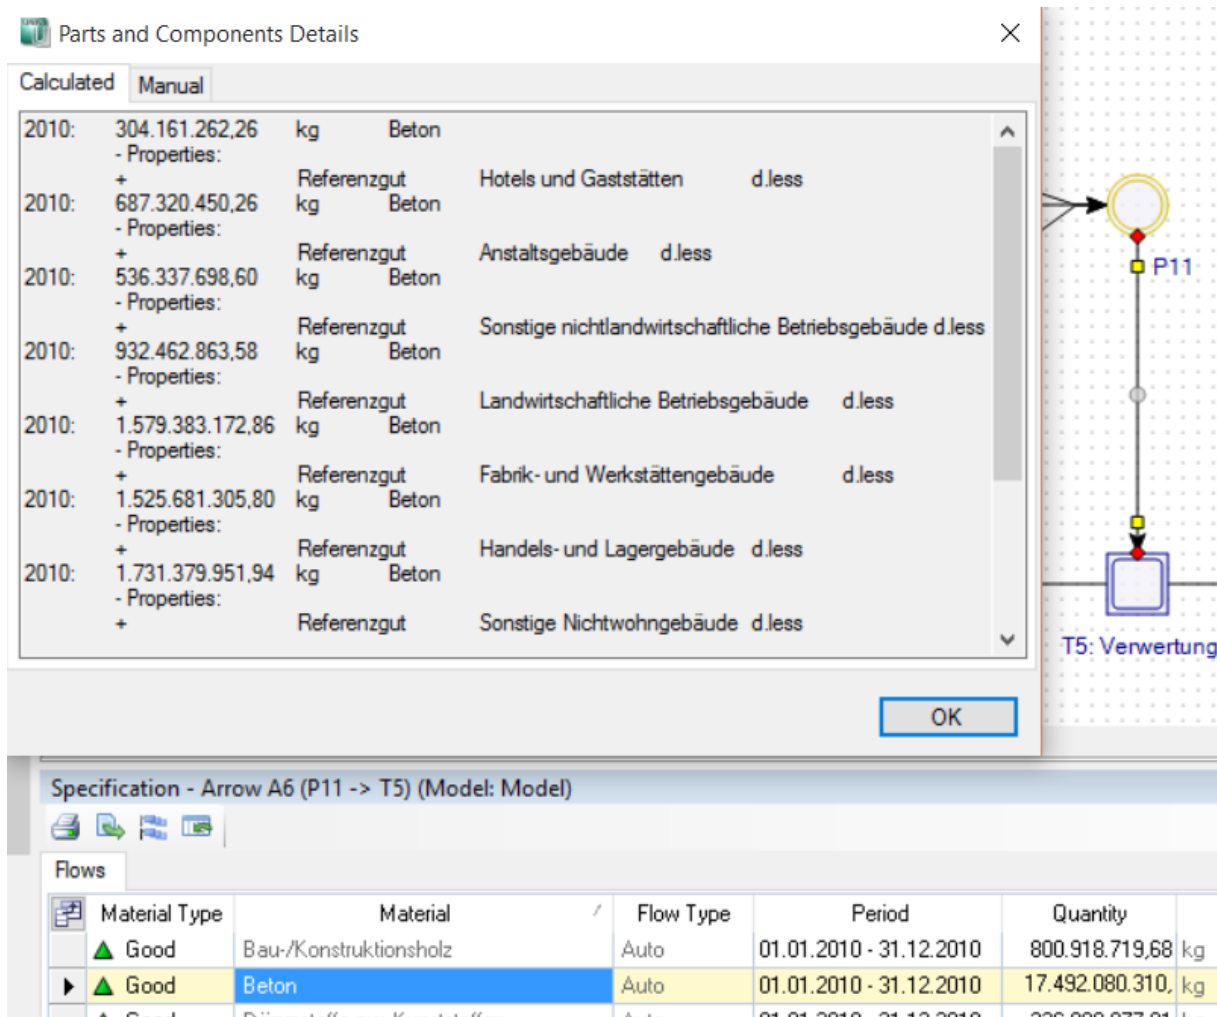 Parts and Components Details
Calculated Manual
2010: 304.161.262,26 kg Beton
- Properties:
+ Referenzgut Hotels und Gaststätten d.less
2010: 687.320.450,26 kg Beton
- Properties:
+ Referenzgut Anstaltsgebäude d.less
2010: 536.337.698,60 kg Beton
- Properties:
+ Referenzgut Sonstige nichtlandwirtschaftliche Betriebsgebäude d.less
2010: 932.462.863,58 kg Beton
- Properties:
+ Referenzgut Landwirtschaftliche Betriebsgebäude d.less
2010: 1.579.383.172,86 kg Beton
- Properties:
+ Referenzgut Fabrik- und Werkstättengebäude d.less
2010: 1.525.681.305,80 kg Beton
- Properties:
+ Referenzgut Handels- und Lagergebäude d.less
2010: 1.731.379.951,94 kg Beton
- Properties:
+ Referenzgut Sonstige Nichtwohngebäude d.less
OK
P11
T5: Verwertung
Specification - Arrow A6 (P11 -> T5) (Model: Model)
Flows
Material Type Material Flow Type Period Quantity
Good Bau-/Konstruktionsholz Auto 01.01.2010 - 31.12.2010 800.918.719,68 kg
Good Beton Auto 01.01.2010 - 31.12.2010 17.492.080.310, kg